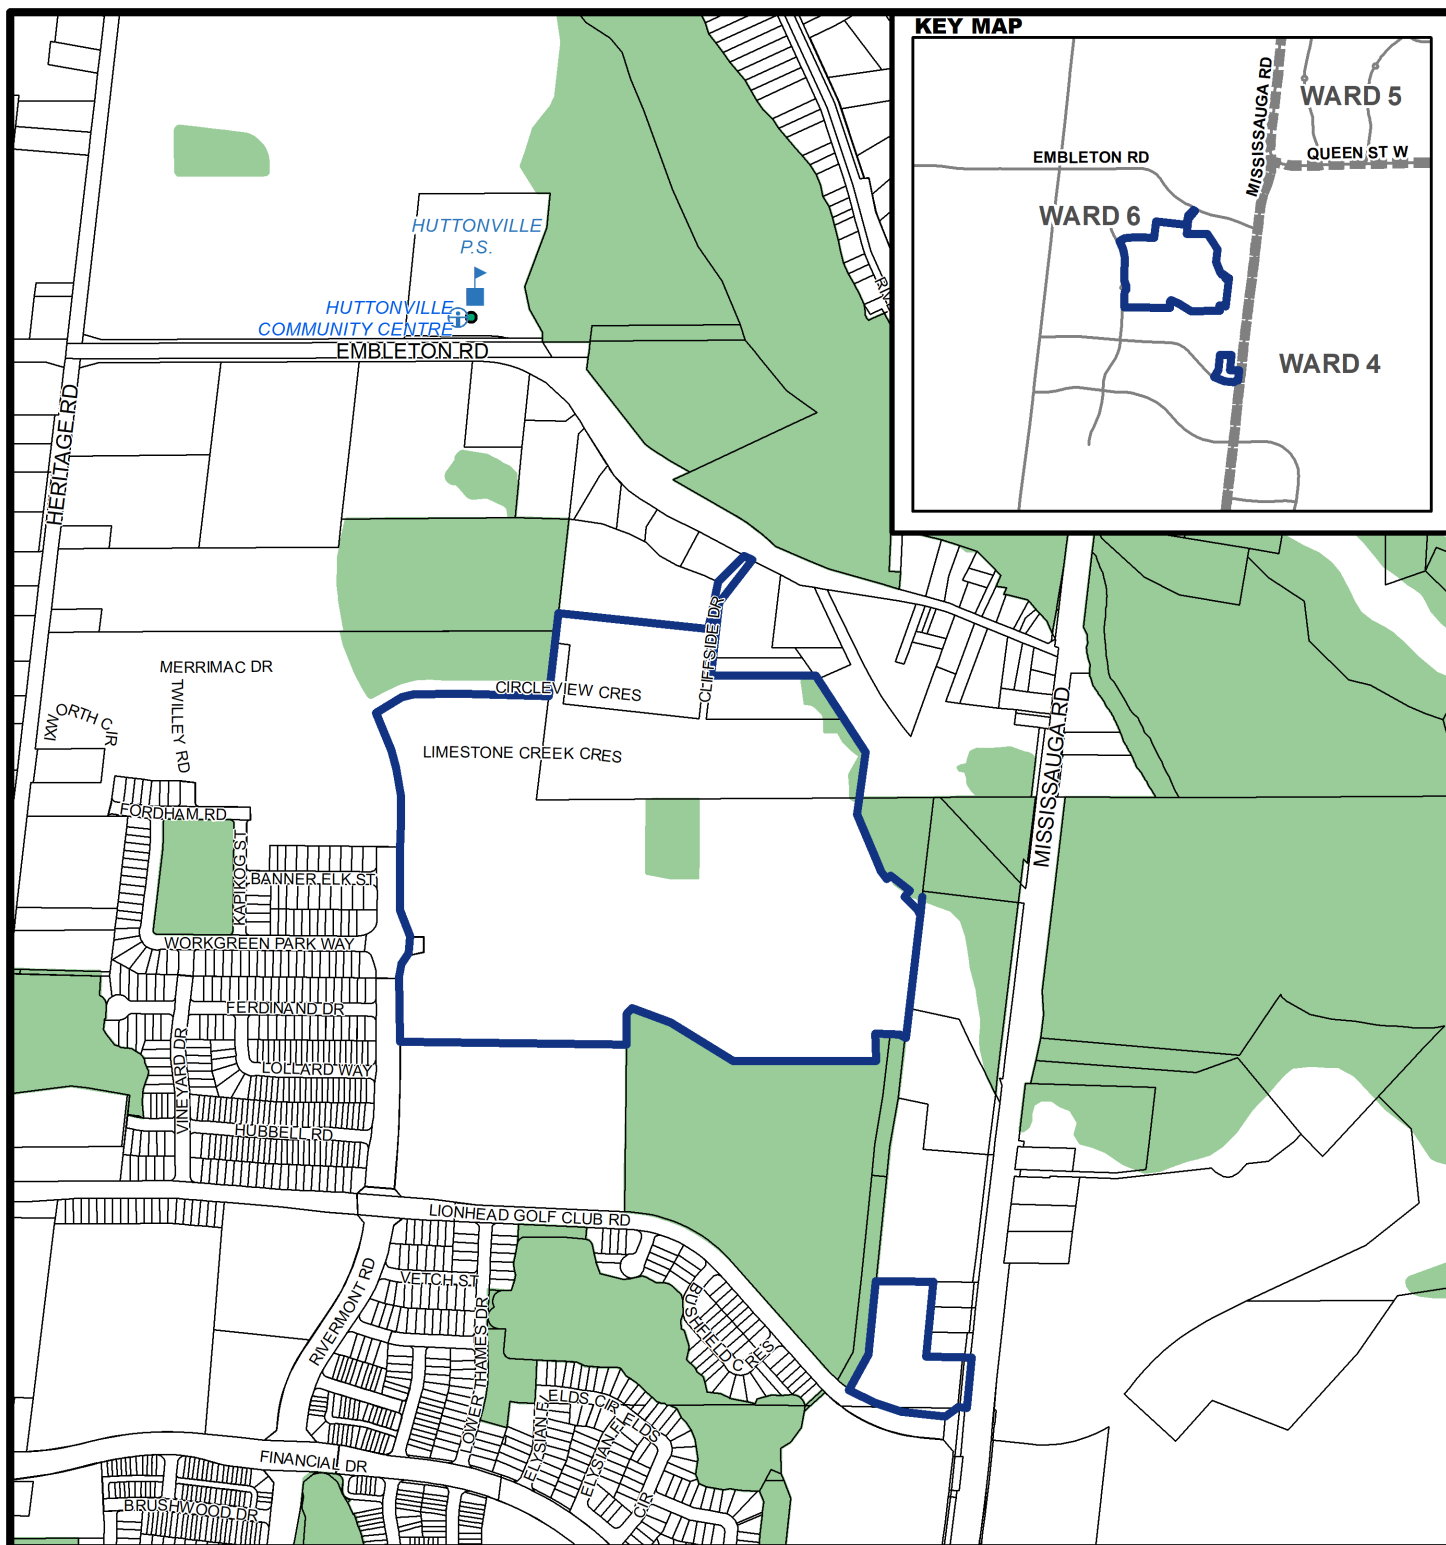 KEY MAP
MISSISSAUGA RD
WARD 5
EMBLETON RD
QUEEN ST W
WARD 6
WARD 4
HUTTONVILLE
P.S.
HUTTONVILLE
COMMUNITY CENTRE
EMBLETON RD
HERITAGE RD
CLIFFSIDE DR
MERRIMAC DR
TWILLEY RD
CIRCLEVIEW CRES
LIMESTONE CREEK CRES
MISSISSAUGA RD
FORDHAM RD
KAPIKOG ST
BANNER ELK ST
WORKGREEN PARK WAY
FERDINAND DR
VINEYARD DR
LOLLARD WAY
HUBBELL RD
LIONHEAD GOLF CLUB RD
RIVERMONT RD
VETCH ST
LOWER THAMES DR
BUSHFIELD CRES
FINANCIAL DR
BRUSHWOOD DR